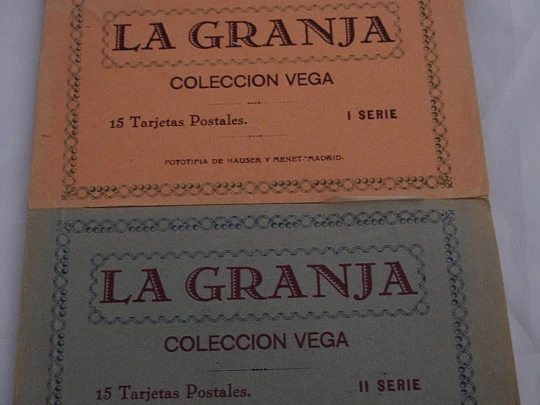 LA GRANJA
COLECCION VEGA
15 Tarjetas Postales. I SERIE
FOTOTIPIA DE HAUSER Y MENET.-MADRID-
LA GRANJA
COLECCION VEGA
15 Tarjetas Postales. II SERIE